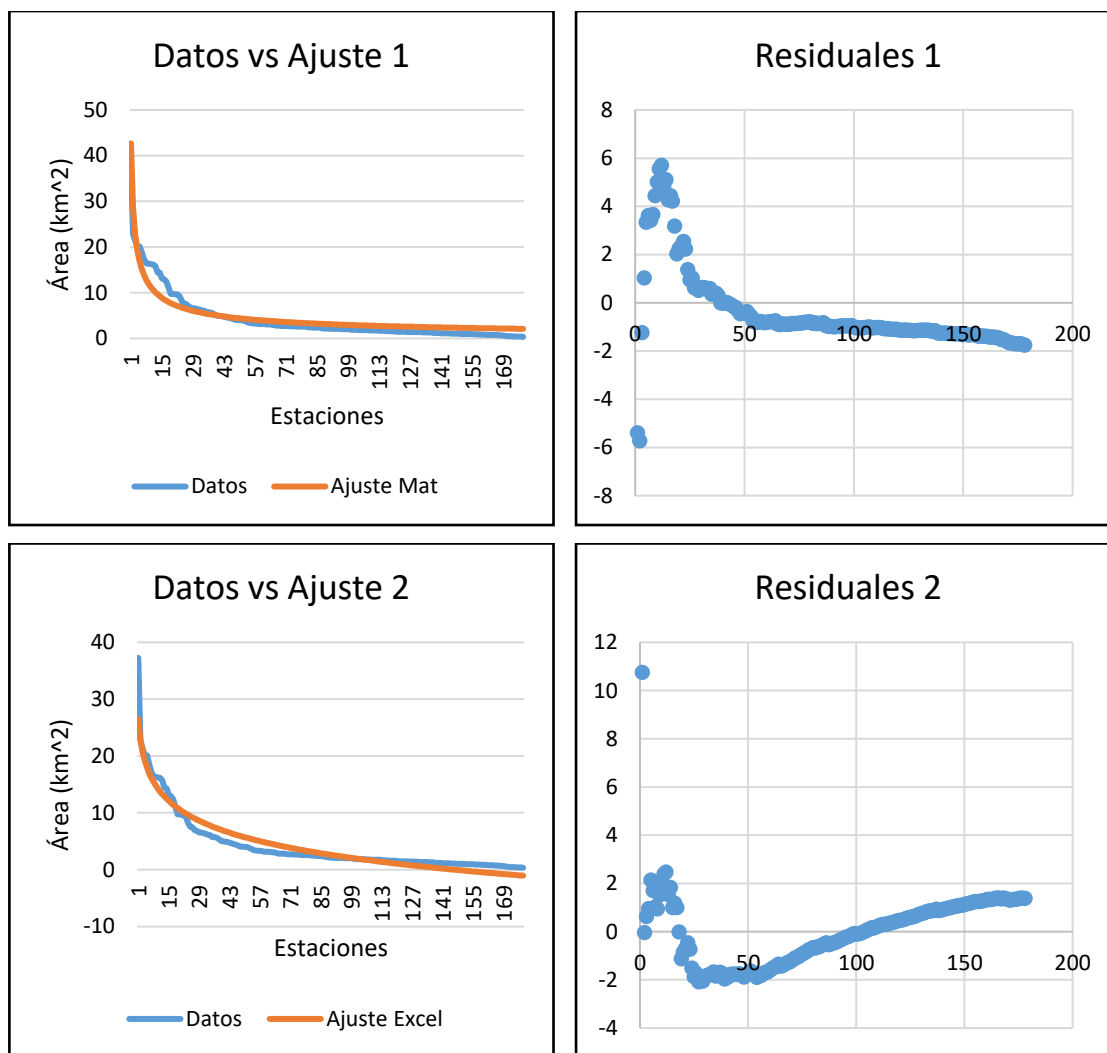 Datos vs Ajuste 1
50
40
30
20
10
0
Área (km^2)
1 15 29 43 57 71 85 99 113 127 141 155 169
Estaciones
Datos Ajuste Mat
Residuales 1
8
6
4
2
0
-2
-4
-6
-8
0 50 100 150 200
Datos vs Ajuste 2
40
30
20
10
0
-10
Área (km^2)
1 15 29 43 57 71 85 99 113 127 141 155 169
Estaciones
Datos Ajuste Excel
Residuales 2
12
10
8
6
4
2
0
-2
-4
0 50 100 150 200